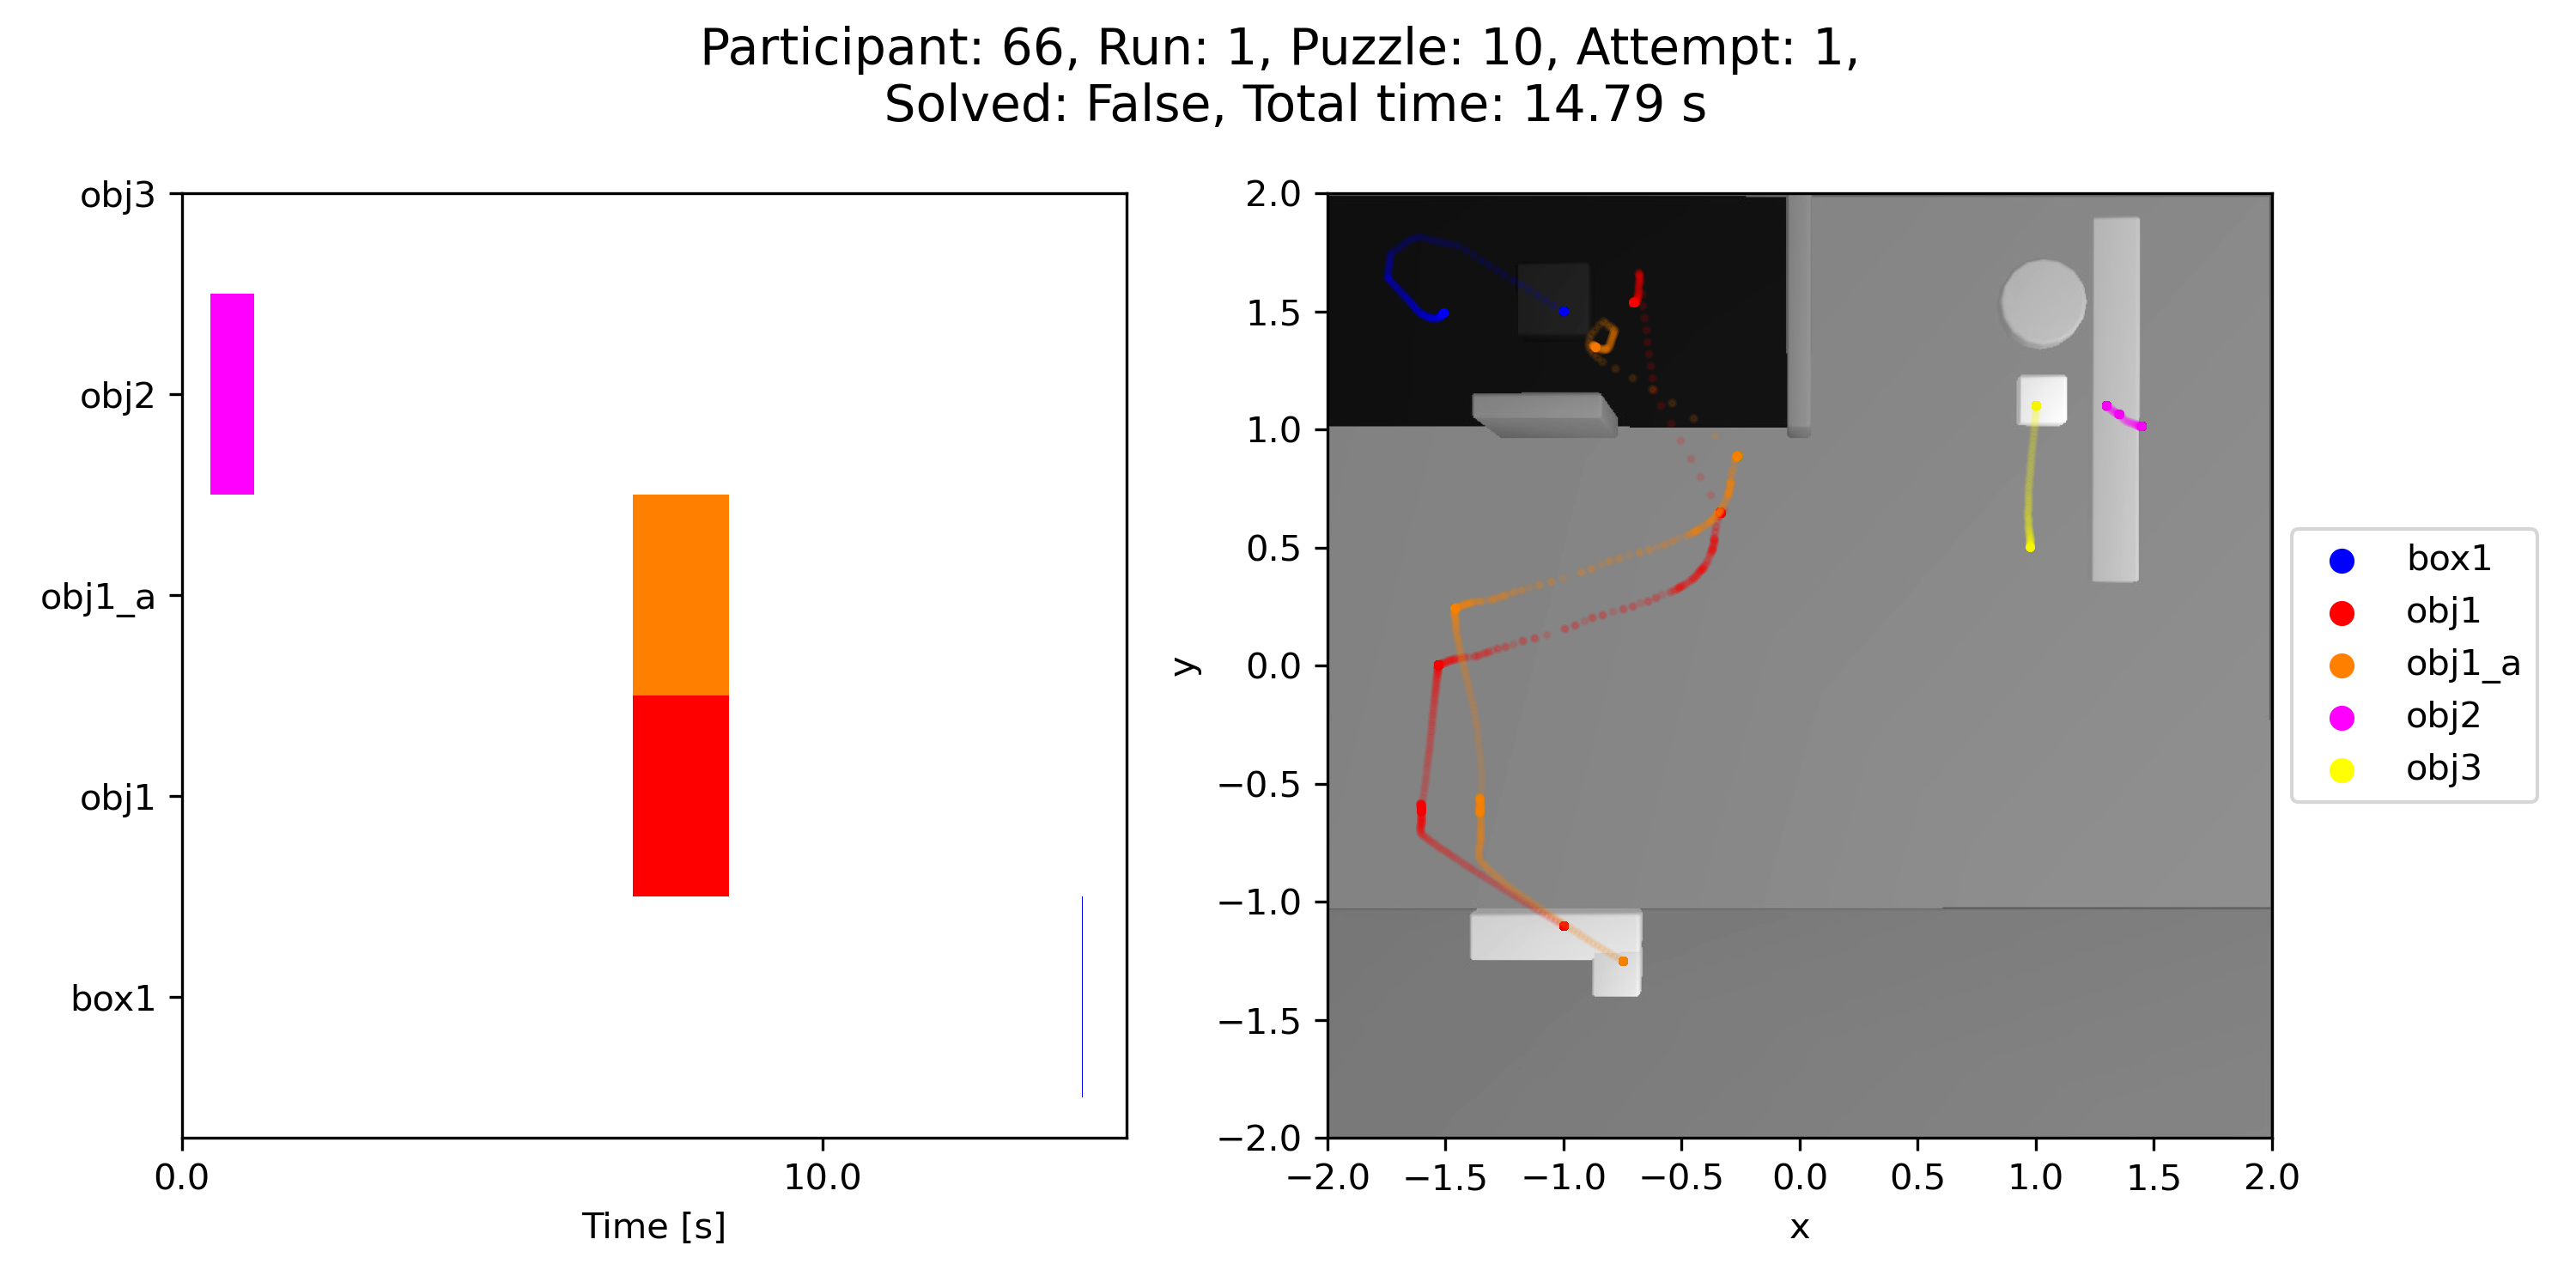 Participant: 66, Run: 1, Puzzle: 10, Attempt: 1,
Solved: False, Total time: 14.79 s
obj3
obj2
obj1_a
obj1
box1
0.0
10.0
Time [s]
2.0
1.5
1.0
0.5
0.0
−0.5
−1.0
−1.5
−2.0
y
−2.0
−1.5
−1.0
−0.5
0.0
0.5
1.0
1.5
2.0
x
box1
obj1
obj1_a
obj2
obj3